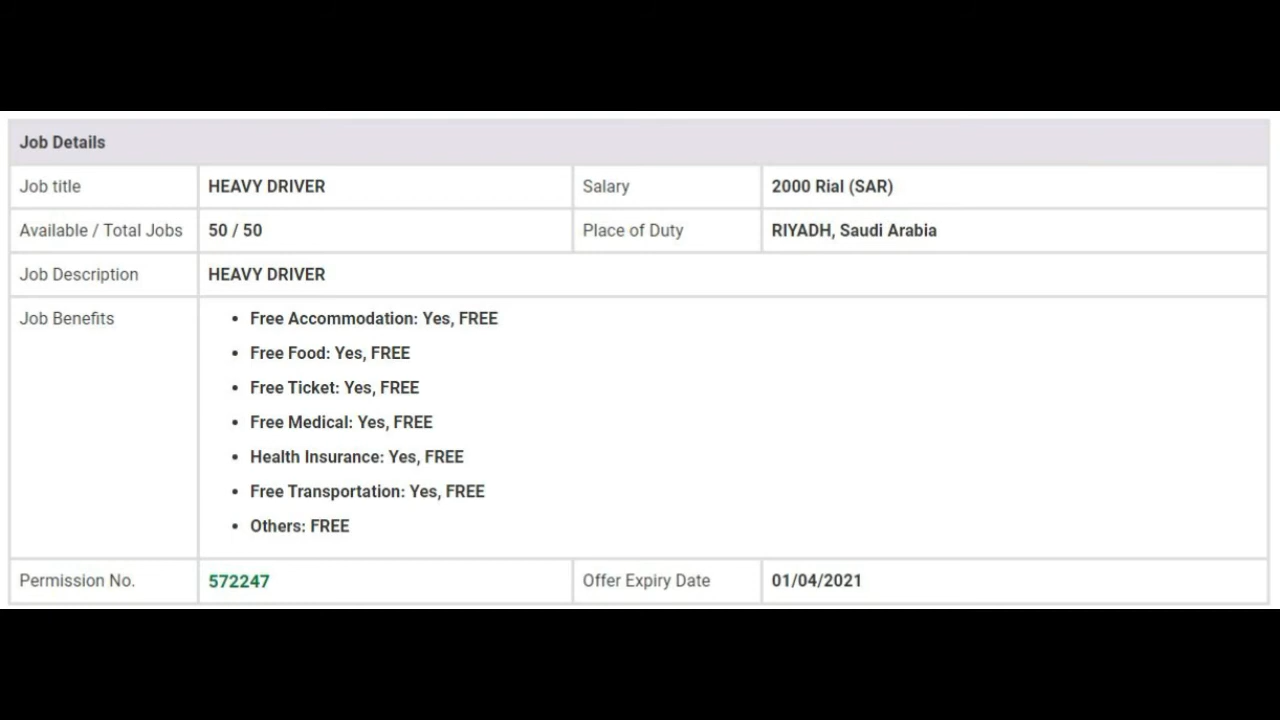 Job Details
Job title HEAVY DRIVER Salary 2000 Rial (SAR)
Available / Total Jobs 50 / 50 Place of Duty RIYADH, Saudi Arabia
Job Description HEAVY DRIVER
Job Benefits • Free Accommodation: Yes, FREE
• Free Food: Yes, FREE
• Free Ticket: Yes, FREE
• Free Medical: Yes, FREE
• Health Insurance: Yes, FREE
• Free Transportation: Yes, FREE
• Others: FREE
Permission No. 572247 Offer Expiry Date 01/04/2021